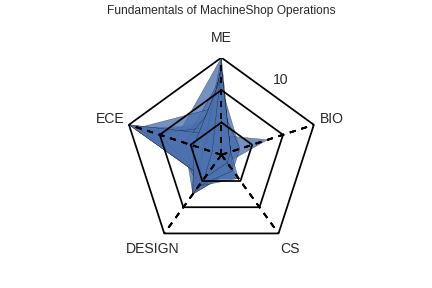 Fundamentals of MachineShop Operations
ME
10
ECE
BIO
DESIGN
CS